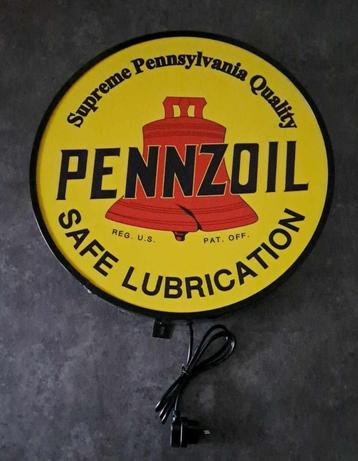 Supreme Pennsylvania Quality
PENNZOIL
REG. U.S. PAT. OFF.
SAFE LUBRICATION